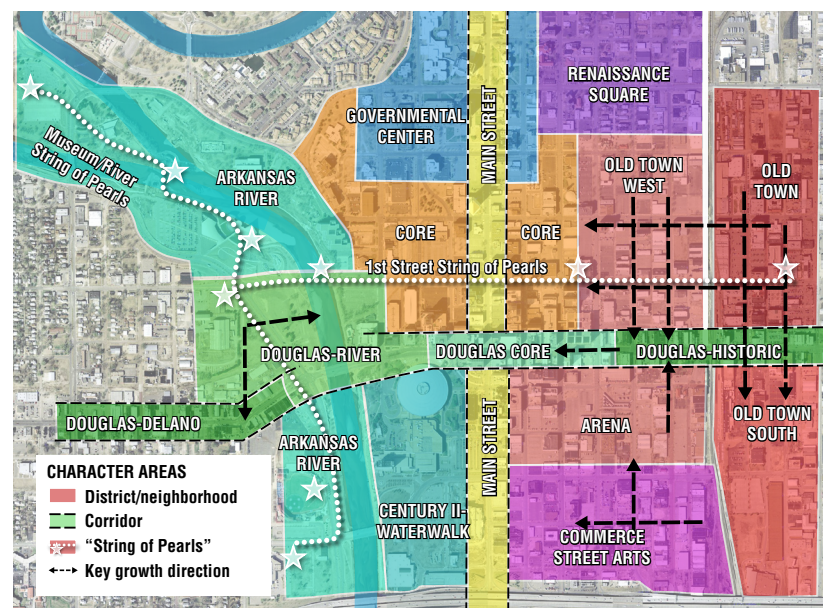 RENAISSANCE
SQUARE
GOVERNMENTAL
CENTER
MAIN STREET
Museum/River
String of Pearls
ARKANSAS
RIVER
OLD TOWN
WEST
OLD
TOWN
CORE
CORE
1st Street String of Pearls
DOUGLAS-RIVER
DOUGLAS CORE
DOUGLAS-HISTORIC
DOUGLAS-DELANO
ARKANSAS
RIVER
MAIN STREET
ARENA
OLD TOWN
SOUTH
CENTURY II-
WATERWALK
COMMERCE
STREET ARTS
CHARACTER AREAS
District/neighborhood
Corridor
“String of Pearls”
Key growth direction